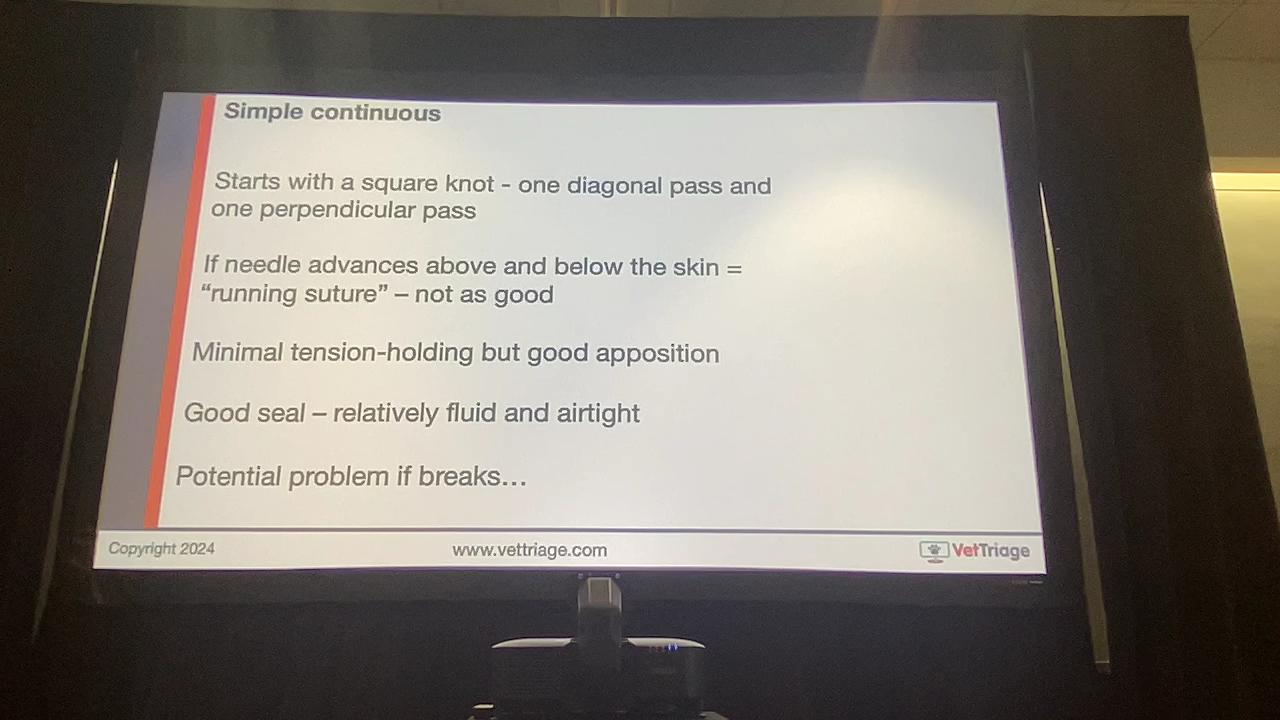 Simple continuous
Starts with a square knot - one diagonal pass and
one perpendicular pass
If needle advances above and below the skin =
“running suture” – not as good
Minimal tension-holding but good apposition
Good seal – relatively fluid and airtight
Potential problem if breaks…
Copyright 2024
www.vettriage.com
VetTriage